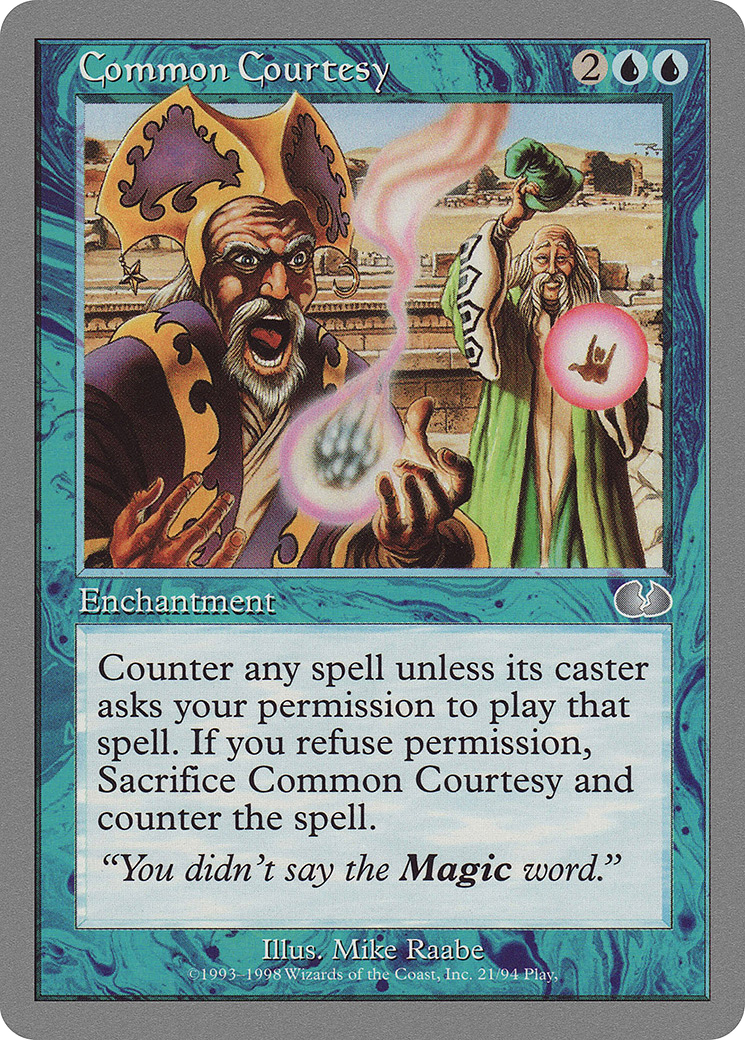 Common Courtesy 2
Enchantment
Counter any spell unless its caster
asks your permission to play that
spell. If you refuse permission,
Sacrifice Common Courtesy and
counter the spell.
“You didn’t say the Magic word.”
Illus. Mike Raabe
©1993–1998 Wizards of the Coast, Inc. 21/94 Play,